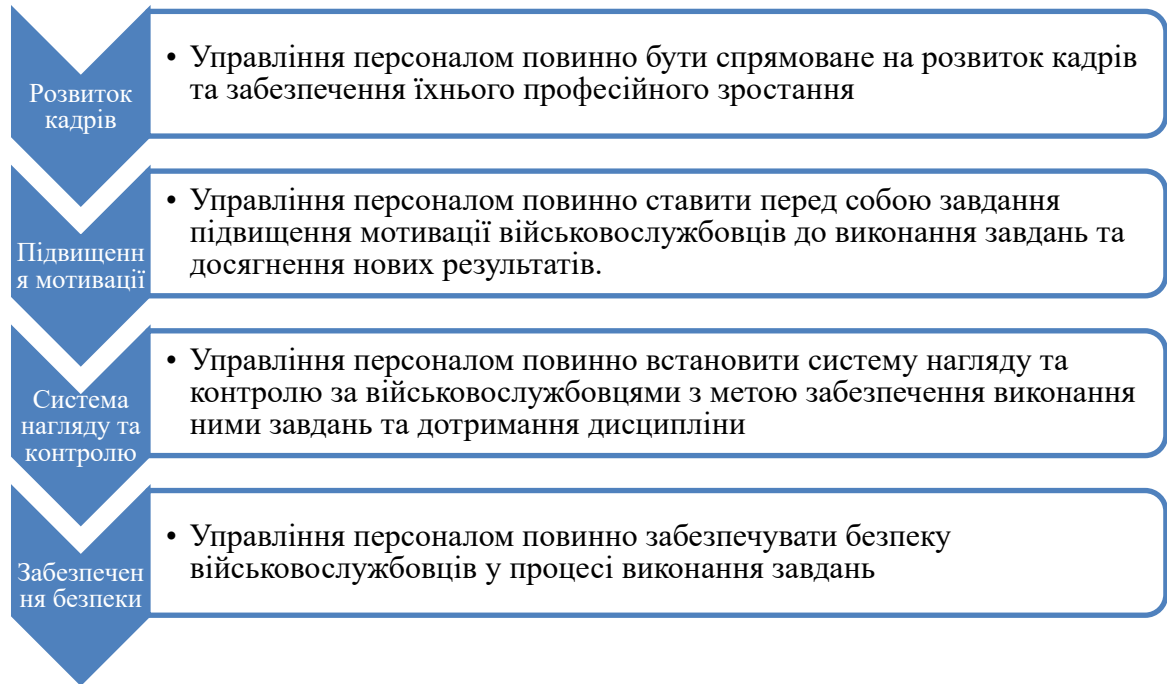 Розвиток
кадрів
• Управління персоналом повинно бути спрямоване на розвиток кадрів
та забезпечення їхнього професійного зростання
Підвищенн
я мотивації
• Управління персоналом повинно ставити перед собою завдання
підвищення мотивації військовослужбовців до виконання завдань та
досягнення нових результатів.
Система
нагляду та
контролю
• Управління персоналом повинно встановити систему нагляду та
контролю за військовослужбовцями з метою забезпечення виконання
ними завдань та дотримання дисципліни
Забезпечен
ня безпеки
• Управління персоналом повинно забезпечувати безпеку
військовослужбовців у процесі виконання завдань